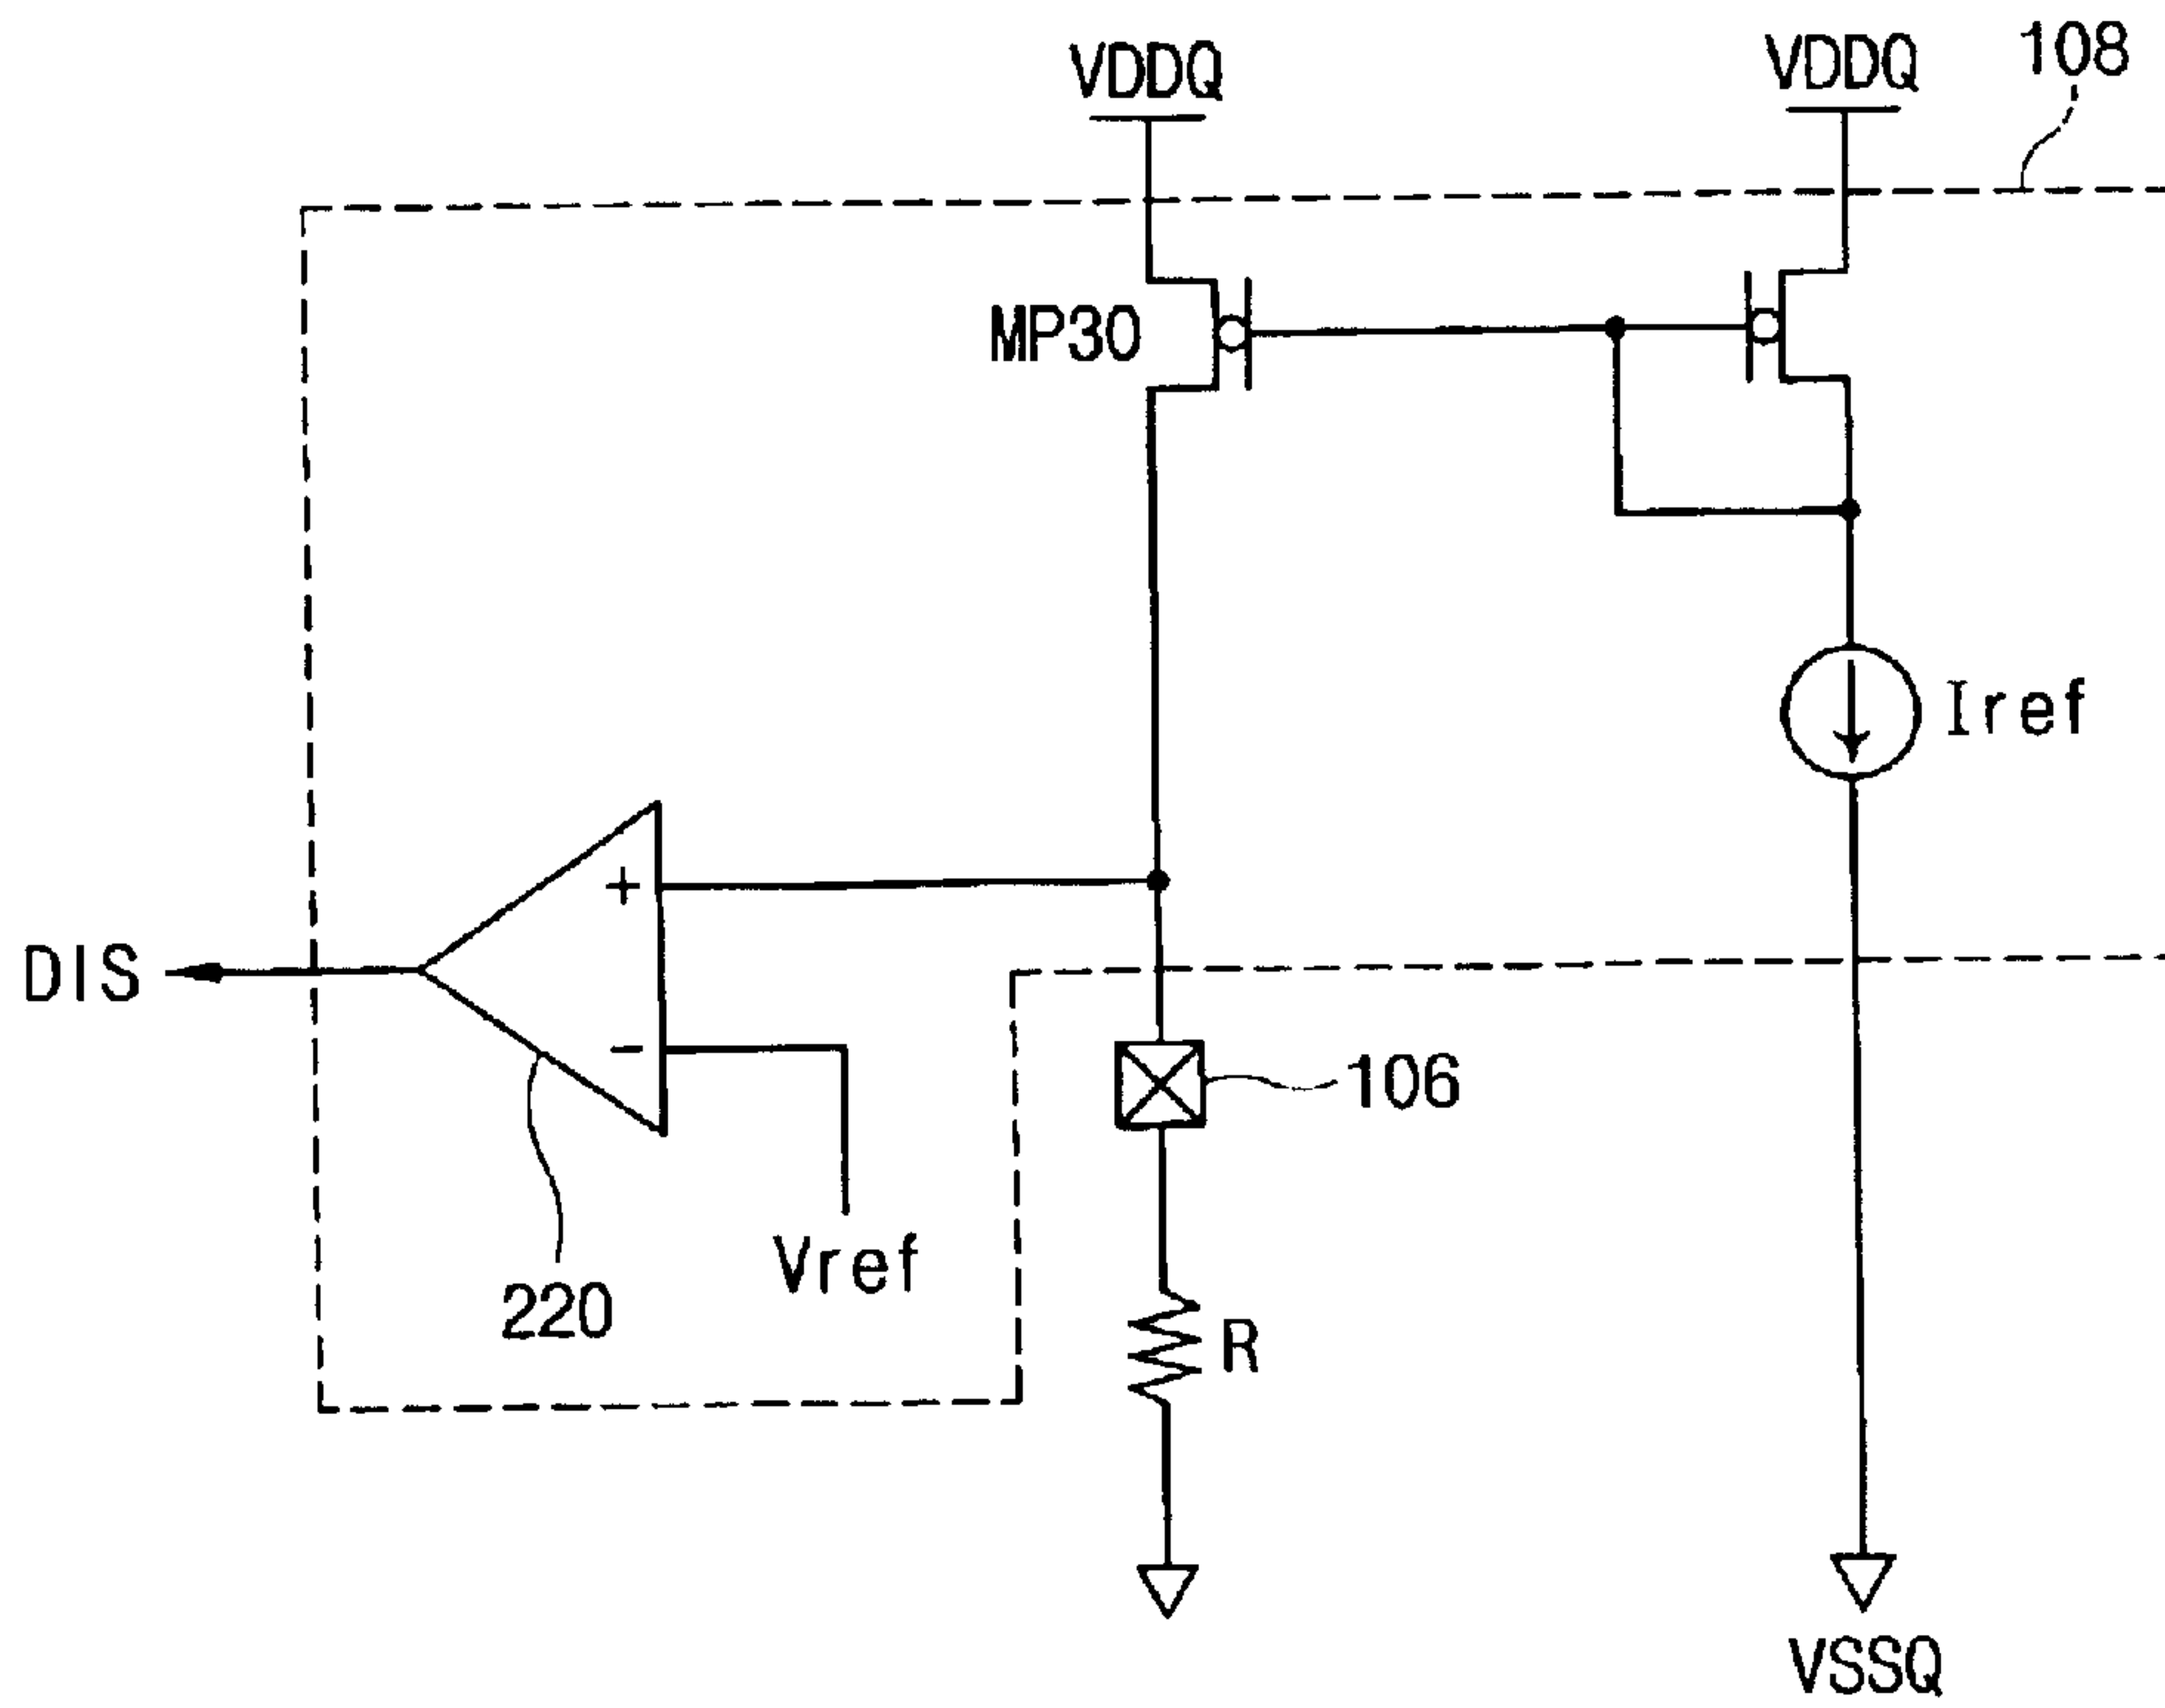 VDDQ
VDDQ
108
MP30
Iref
+
DIS
-
106
Vref
220
R
VSSQ